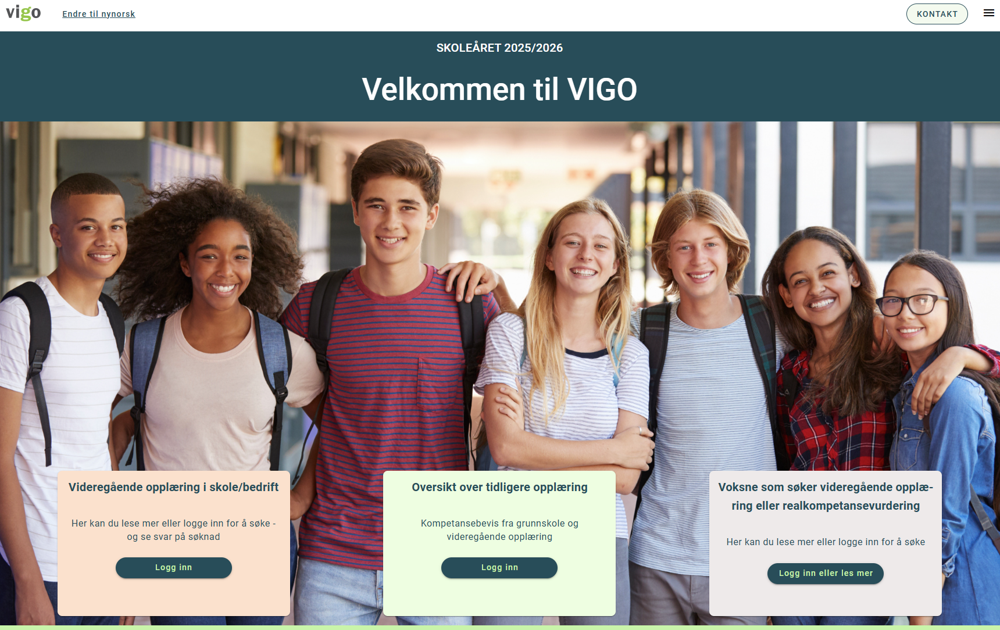 vigo
Endre til nynorsk
KONTAKT
SKOLEÅRET 2025/2026
Velkommen til VIGO
Videregående opplæring i skole/bedrift
Her kan du lese mer eller logge inn for å søke -
og se svar på søknad
Logg inn
Oversikt over tidligere opplæring
Kompetansebevis fra grunnskole og
videregående opplæring
Logg inn
Voksne som søker videregående opplæ-
ring eller realkompetansevurdering
Her kan du lese mer eller logge inn for å søke
Logg inn eller les mer